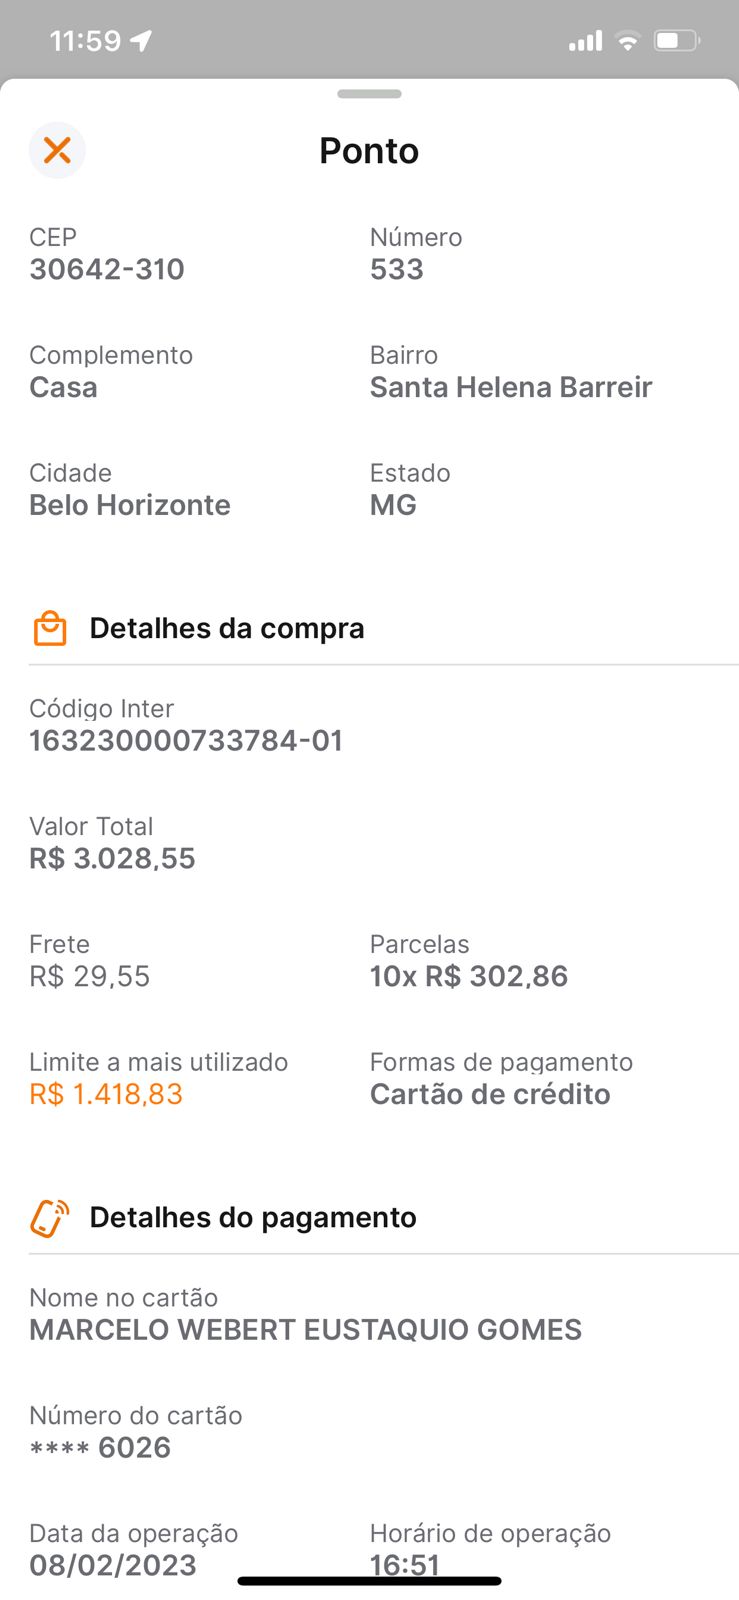 11:59
Ponto
CEP
Número
30642-310
533
Complemento
Bairro
Casa
Santa Helena Barreir
Cidade
Estado
Belo Horizonte
MG
Detalhes da compra
Código Inter
163230000733784-01
Valor Total
R$ 3.028,55
Frete
Parcelas
R$ 29,55
10x R$ 302,86
Limite a mais utilizado
Formas de pagamento
R$ 1.418,83
Cartão de crédito
Detalhes do pagamento
Nome no cartão
MARCELO WEBERT EUSTAQUIO GOMES
Número do cartão
**** 6026
Data da operação
Horário de operação
08/02/2023
16:51